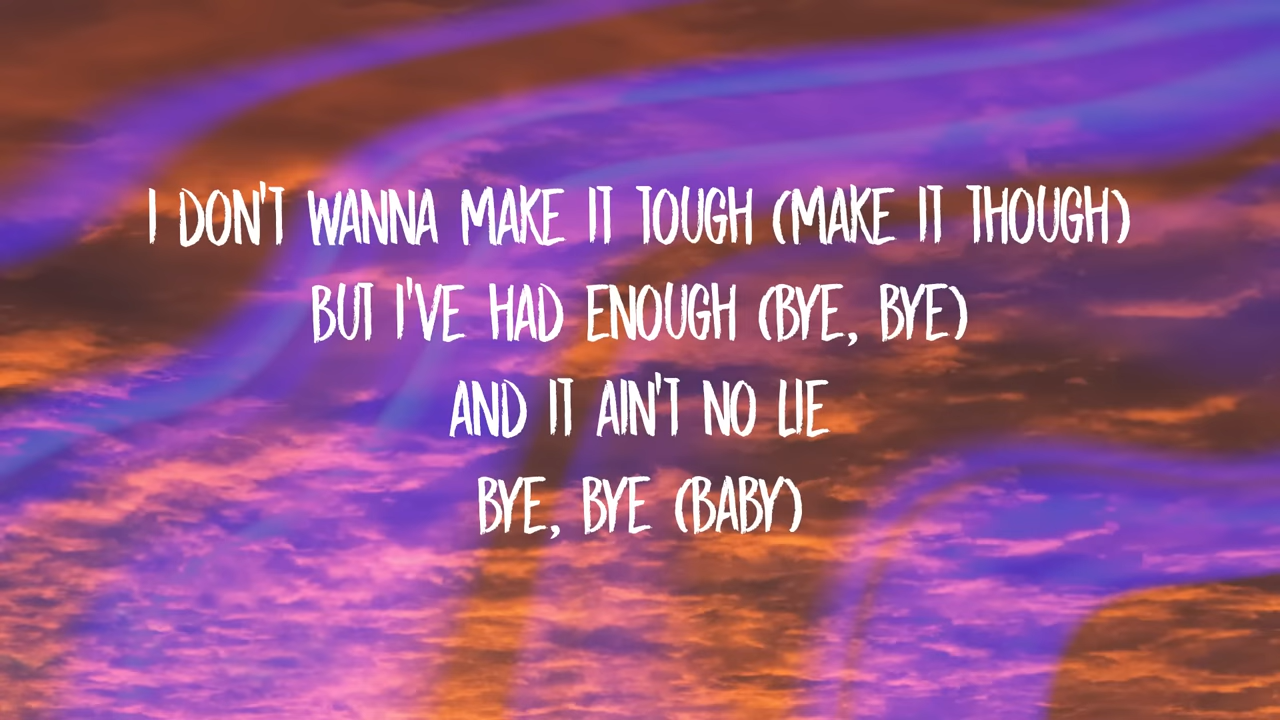 I DON'T WANNA MAKE IT TOUGH (MAKE IT THOUGH)
BUT I'VE HAD ENOUGH (BYE, BYE)
AND IT AIN'T NO LIE
BYE, BYE (BABY)